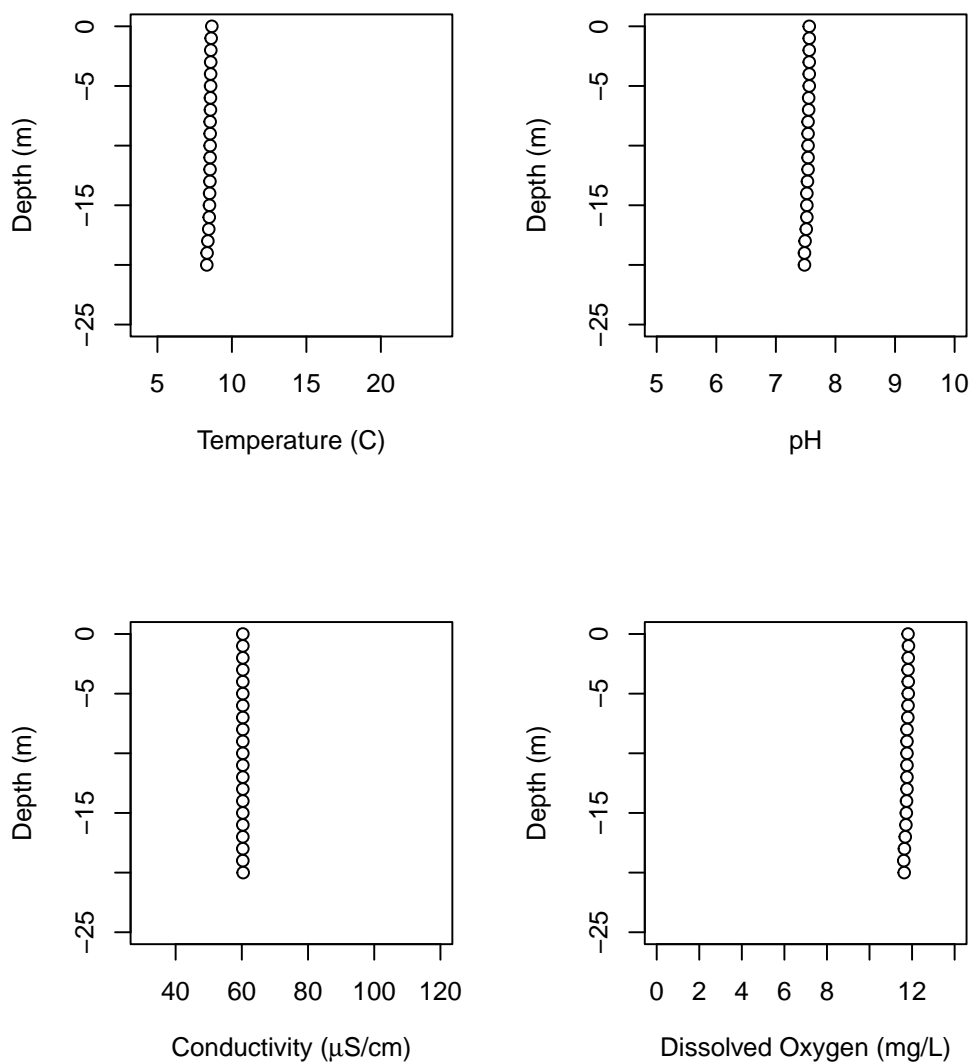 0
−5
−15
−25
Depth (m)
5 10 15 20
Temperature (C)
0
−5
−15
−25
Depth (m)
5 6 7 8 9 10
pH
0
−5
−15
−25
Depth (m)
40 60 80 100 120
Conductivity (μS/cm)
0
−5
−15
−25
Depth (m)
0 2 4 6 8 12
Dissolved Oxygen (mg/L)